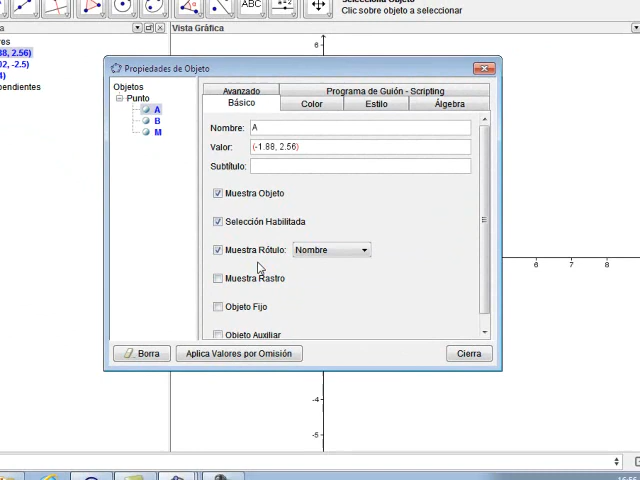 ABC
Clic sobre objeto a seleccionar
Vista Gráfica
88, 2.56)
02, -2.5)
4)
6
Propiedades de Objeto
Objetos
Punto
A
B
M
Avanzado
Programa de Guión - Scripting
Básico
Color
Estilo
Álgebra
Nombre: A
Valor: (-1.88, 2.56)
Subtítulo:
Muestra Objeto
Selección Habilitada
Muestra Rótulo: Nombre
Muestra Rastro
Objeto Fijo
Objeto Auxiliar
Borra
Aplica Valores por Omisión
Cierra
6 7 8
-4
-5